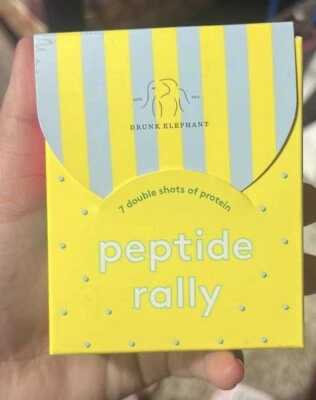 DRUNK ELEPHANT
7 double shots of protein
peptide
rally